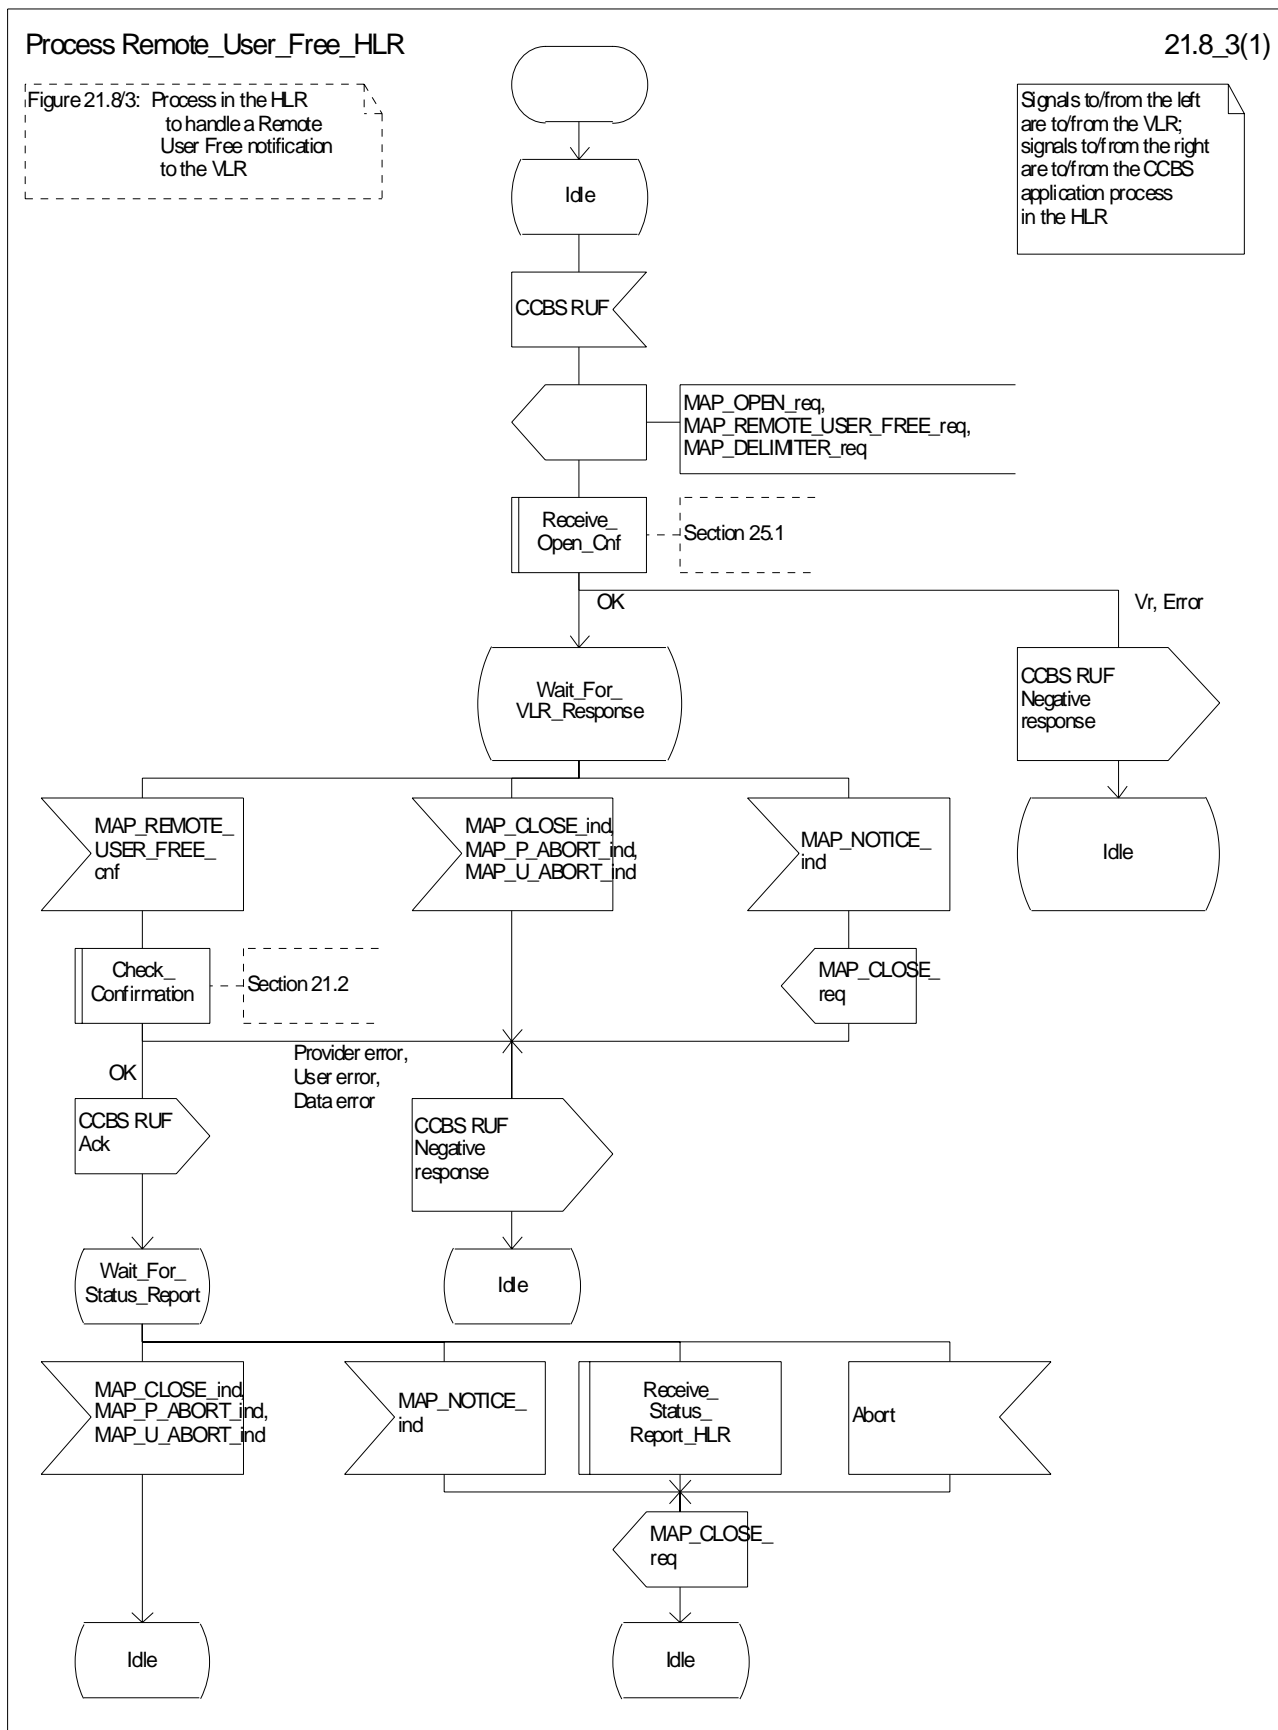 Process Remote_User_Free_HLR
21.8_3(1)
Figure 21.8/3: Process in the HLR
to handle a Remote
User Free notification
to the VLR
Signals to/from the left
are to/from the VLR;
signals to/from the right
are to/from the CCBS
application process
in the HLR
Idle
CCBS RUF
MAP_OPEN_req,
MAP_REMOTE_USER_FREE_req,
MAP_DELIMITER_req
Receive_
Open_Cnf
Section 25.1
OK
Vr, Error
Wait_For_
VLR_Response
CCBS RUF
Negative
response
MAP_REMOTE_
USER_FREE_
cnf
MAP_CLOSE_ind,
MAP_P_ABORT_ind,
MAP_U_ABORT_ind
MAP_NOTICE_
ind
Idle
Check_
Confirmation
Section 21.2
MAP_CLOSE_
req
OK
Provider error,
User error,
Data error
CCBS RUF
Ack
CCBS RUF
Negative
response
Wait_For_
Status_Report
Idle
MAP_CLOSE_ind,
MAP_P_ABORT_ind,
MAP_U_ABORT_ind
MAP_NOTICE_
ind
Receive_
Status_
Report_HLR
Abort
MAP_CLOSE_
req
Idle
Idle